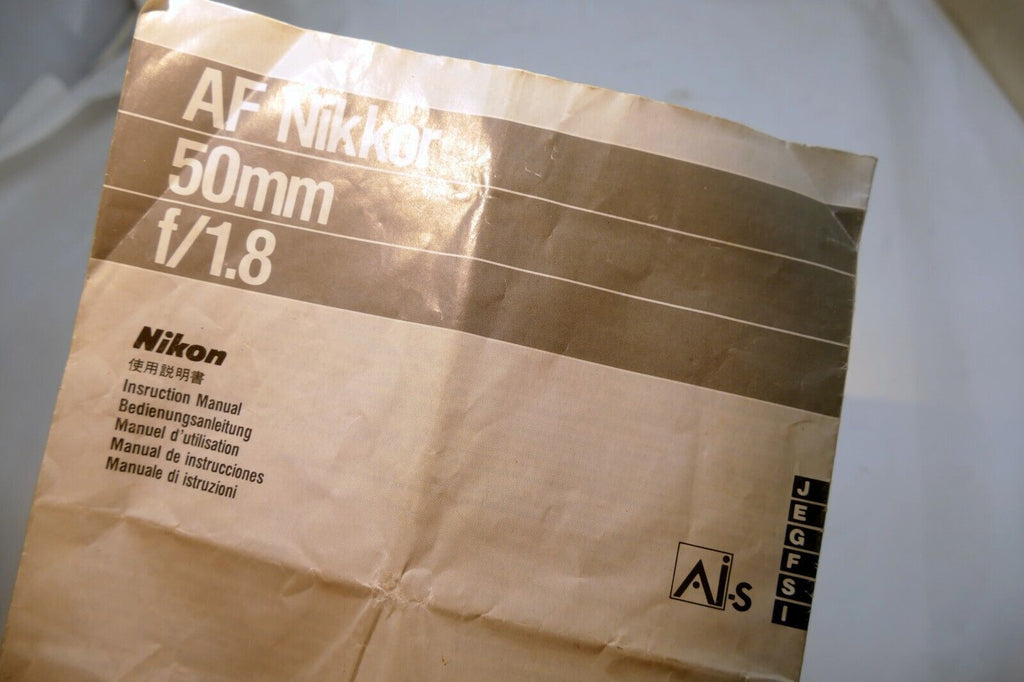 AF Nikkor
50mm
f/1.8
Nikon
使用説明書
Insruction Manual
Bedienungsanleitung
Manuel d'utilisation
Manual de instrucciones
Manuale di istruzioni
J
E
G
F
S
I
Ai-S